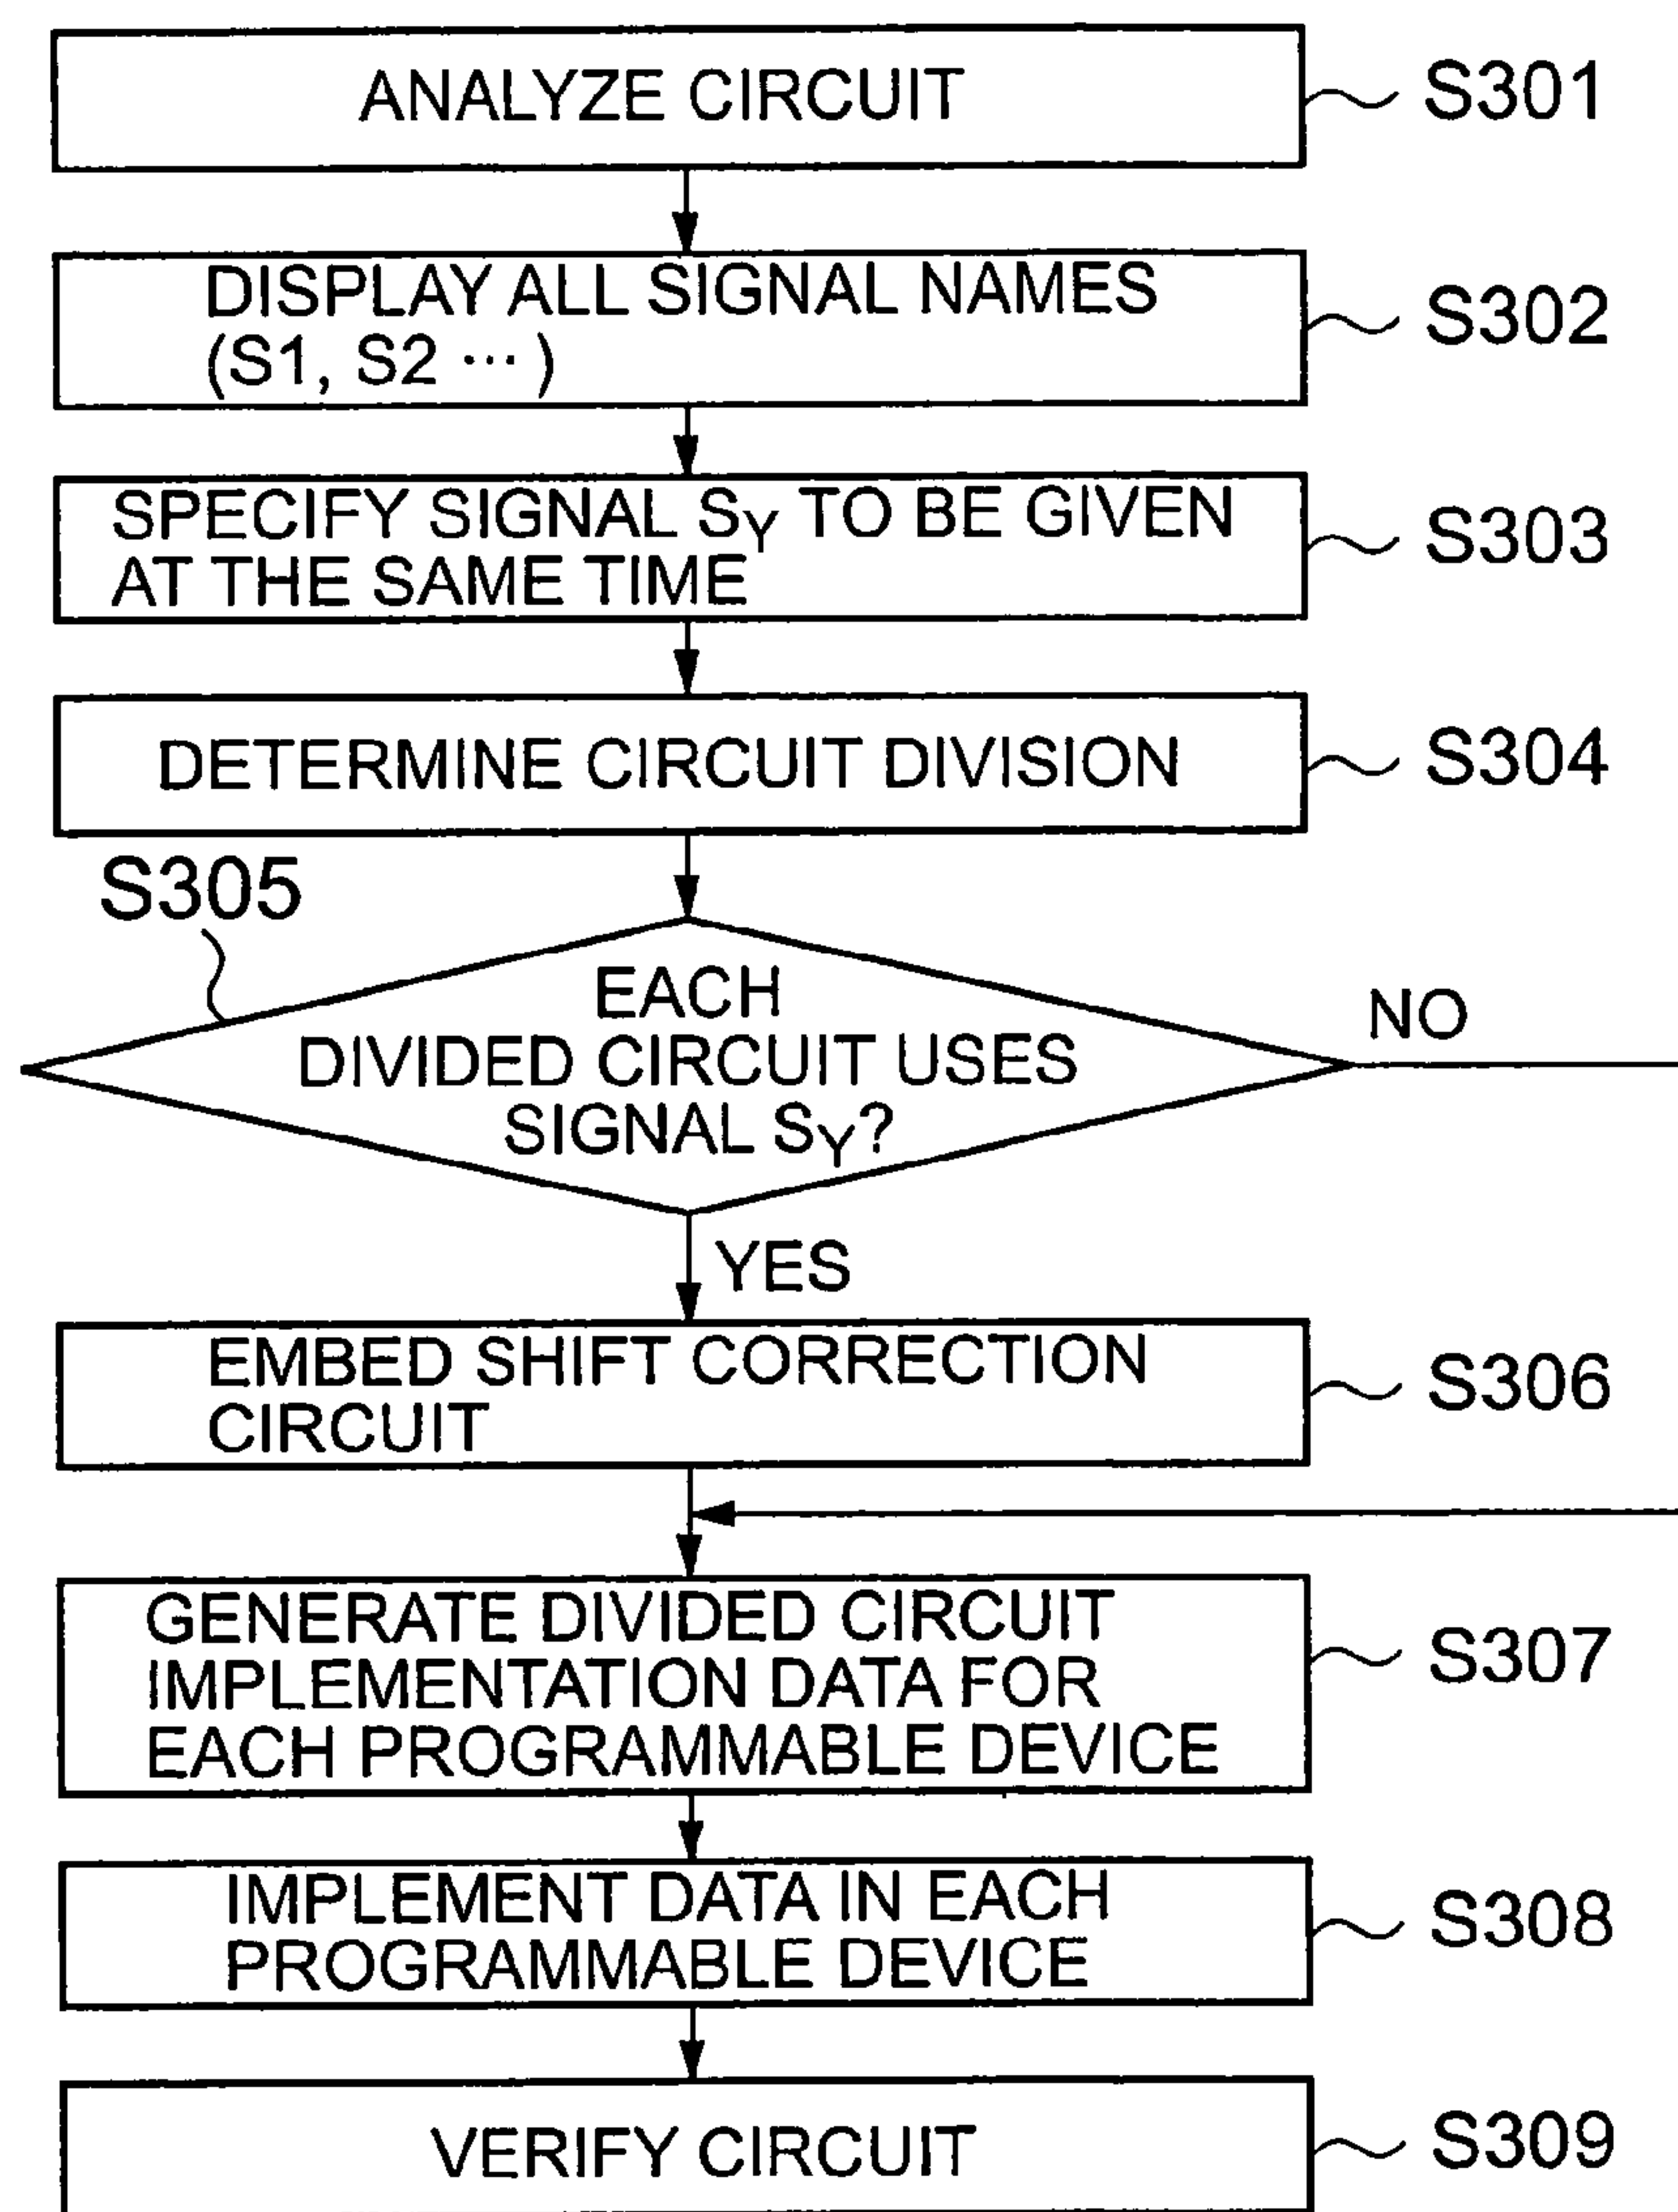 ANALYZE CIRCUIT
S301
DISPLAY ALL SIGNAL NAMES
(S1, S2 ··· )
S302
SPECIFY SIGNAL SY TO BE GIVEN
AT THE SAME TIME
S303
DETERMINE CIRCUIT DIVISION
S304
S305
EACH
DIVIDED CIRCUIT USES
SIGNAL SY?
NO
YES
EMBED SHIFT CORRECTION
CIRCUIT
S306
GENERATE DIVIDED CIRCUIT
IMPLEMENTATION DATA FOR
EACH PROGRAMMABLE DEVICE
S307
IMPLEMENT DATA IN EACH
PROGRAMMABLE DEVICE
S308
VERIFY CIRCUIT
S309